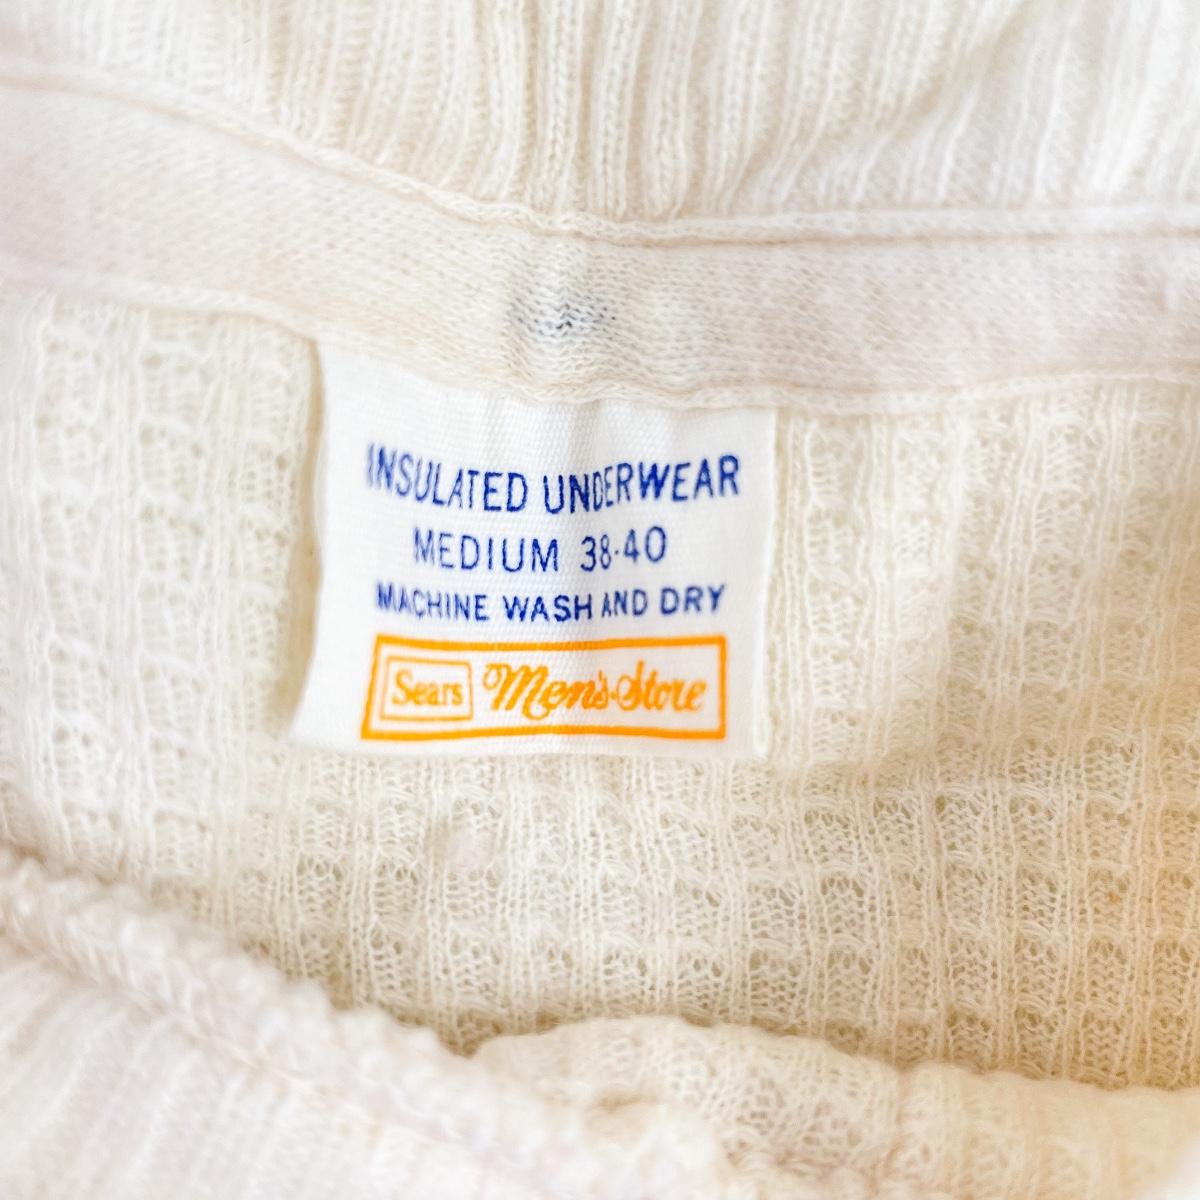 INSULATED UNDERWEAR
MEDIUM 38-40
MACHINE WASH AND DRY
Sears Men's Store